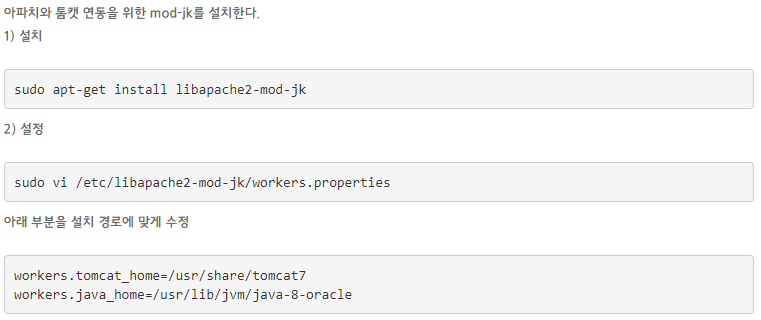 아파치와 톰캣 연동을 위한 mod-jk를 설치한다.
1) 설치
sudo apt-get install libapache2-mod-jk
2) 설정
sudo vi /etc/libapache2-mod-jk/workers.properties
아래 부분을 설치 경로에 맞게 수정
workers.tomcat_home=/usr/share/tomcat7
workers.java_home=/usr/lib/jvm/java-8-oracle